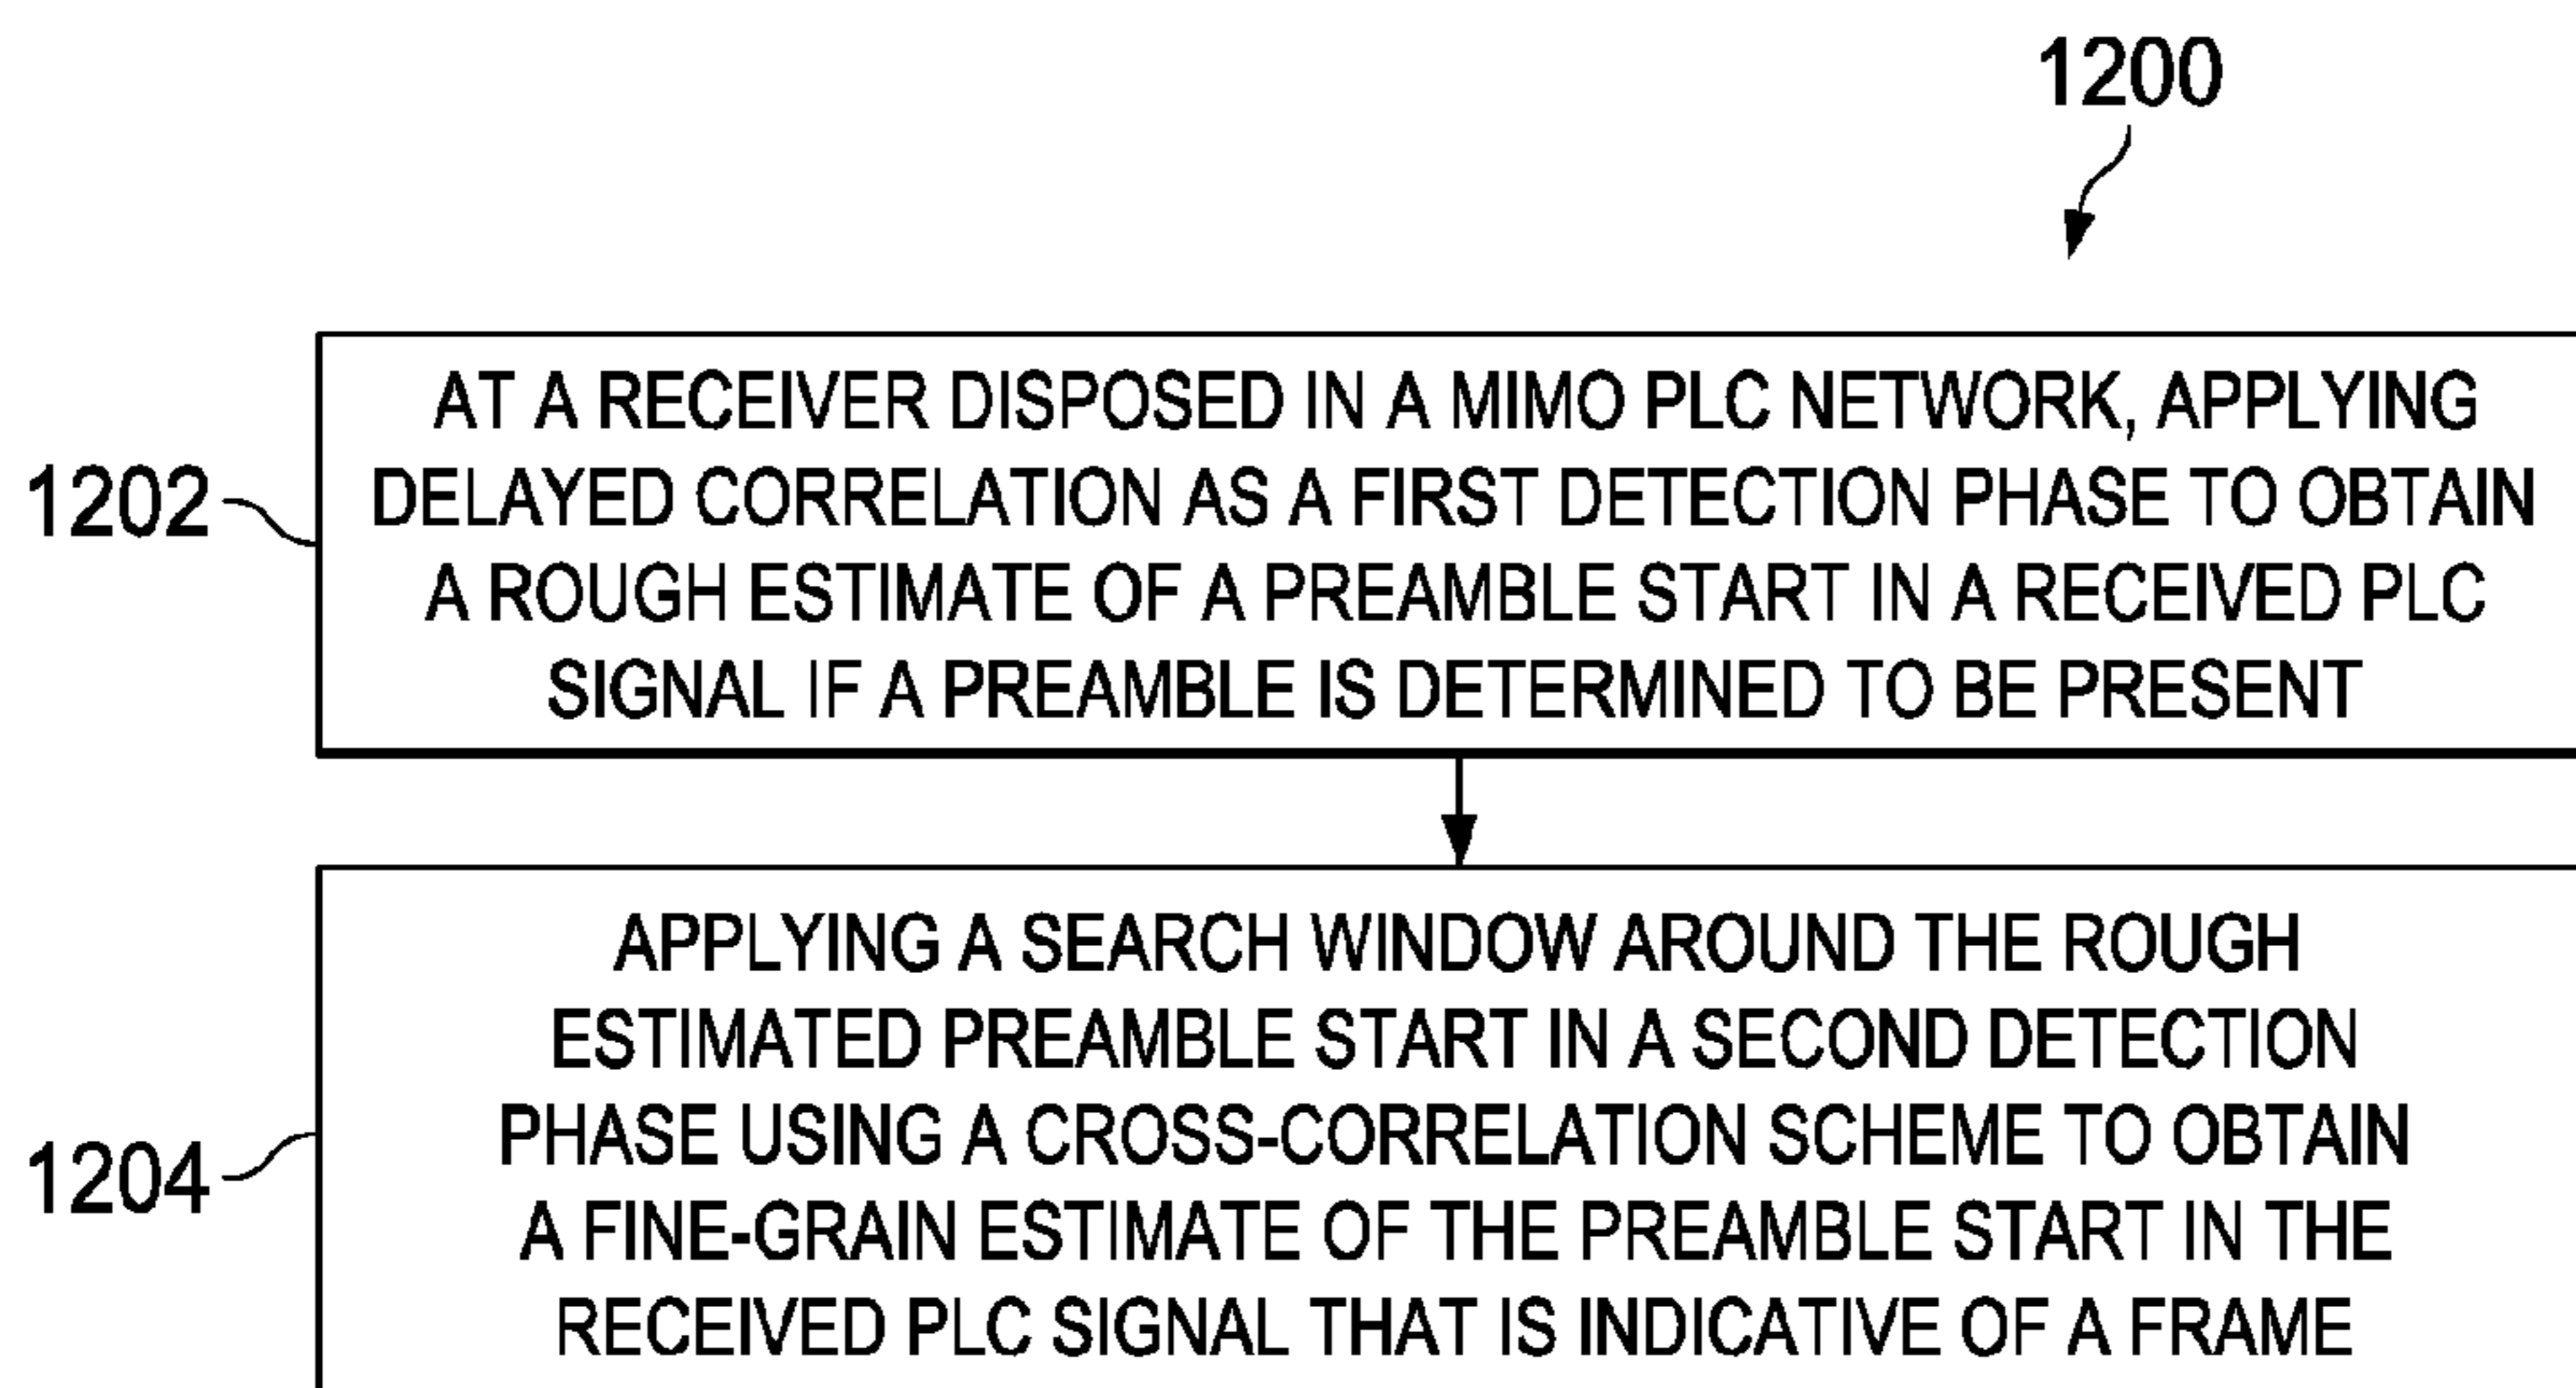 1200
1202
AT A RECEIVER DISPOSED IN A MIMO PLC NETWORK, APPLYING
DELAYED CORRELATION AS A FIRST DETECTION PHASE TO OBTAIN
A ROUGH ESTIMATE OF A PREAMBLE START IN A RECEIVED PLC
SIGNAL IF A PREAMBLE IS DETERMINED TO BE PRESENT
1204
APPLYING A SEARCH WINDOW AROUND THE ROUGH
ESTIMATED PREAMBLE START IN A SECOND DETECTION
PHASE USING A CROSS-CORRELATION SCHEME TO OBTAIN
A FINE-GRAIN ESTIMATE OF THE PREAMBLE START IN THE
RECEIVED PLC SIGNAL THAT IS INDICATIVE OF A FRAME